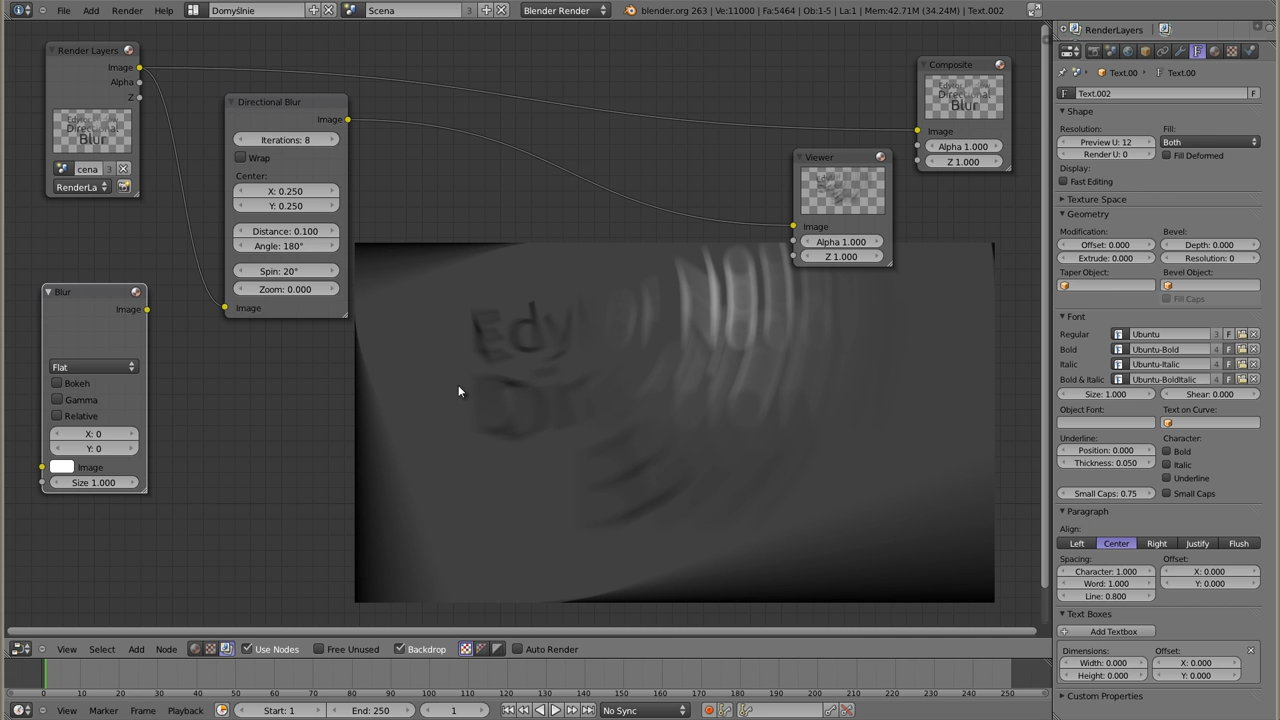 File Add Render Help Domyślnie Scena 3 Blender Render blender.org 263 | Ve:11000 | Fa:5464 | Ob:1-5 | La:1 | Mem:42.71M (34.24M) | Text.002
Render Layers
Image
Alpha
Z
cena 3
RenderLa
Directional Blur
Image
Iterations: 8
Wrap
Center:
X: 0.250
Y: 0.250
Distance: 0.100
Angle: 180°
Spin: 20°
Zoom: 0.000
Image
Blur
Image
Flat
Bokeh
Gamma
Relative
X: 0
Y: 0
Image
Size 1.000
Viewer
Image
Alpha 1.000
Z 1.000
Composite
Directional
Blur
Image
Alpha 1.000
Z 1.000
Edy
View Select Add Node Use Nodes Free Unused Backdrop Auto Render
0 10 20 30 40 50 60 70 80 90 100 110 120 130 140 150 160 170 180 190 200 210 220 230 240 250
View Marker Frame Playback Start: 1 End: 250 1 No Sync
RenderLayers
Text.00 Text.00
F Text.002 F
Shape
Resolution: Fill:
Preview U: 12 Both
Render U: 0 Fill Deformed
Display:
Fast Editing
Texture Space
Geometry
Modification: Bevel:
Offset: 0.000 Depth: 0.000
Extrude: 0.000 Resolution: 0
Taper Object: Bevel Object:
Fill Caps
Font
Regular Ubuntu 3 F
Bold Ubuntu-Bold 4 F
Italic Ubuntu-Italic 4 F
Bold & Italic Ubuntu-BoldItalic 4 F
Size: 1.000 Shear: 0.000
Object Font: Text on Curve:
Underline: Character:
Position: 0.000 Bold
Thickness: 0.050 Italic
Underline
Small Caps: 0.75 Small Caps
Paragraph
Align:
Left Center Right Justify Flush
Spacing: Offset:
Character: 1.000 X: 0.000
Word: 1.000 Y: 0.000
Line: 0.800
Text Boxes
Add Textbox
Dimensions: Offset:
Width: 0.000 X: 0.000
Height: 0.000 Y: 0.000
Custom Properties